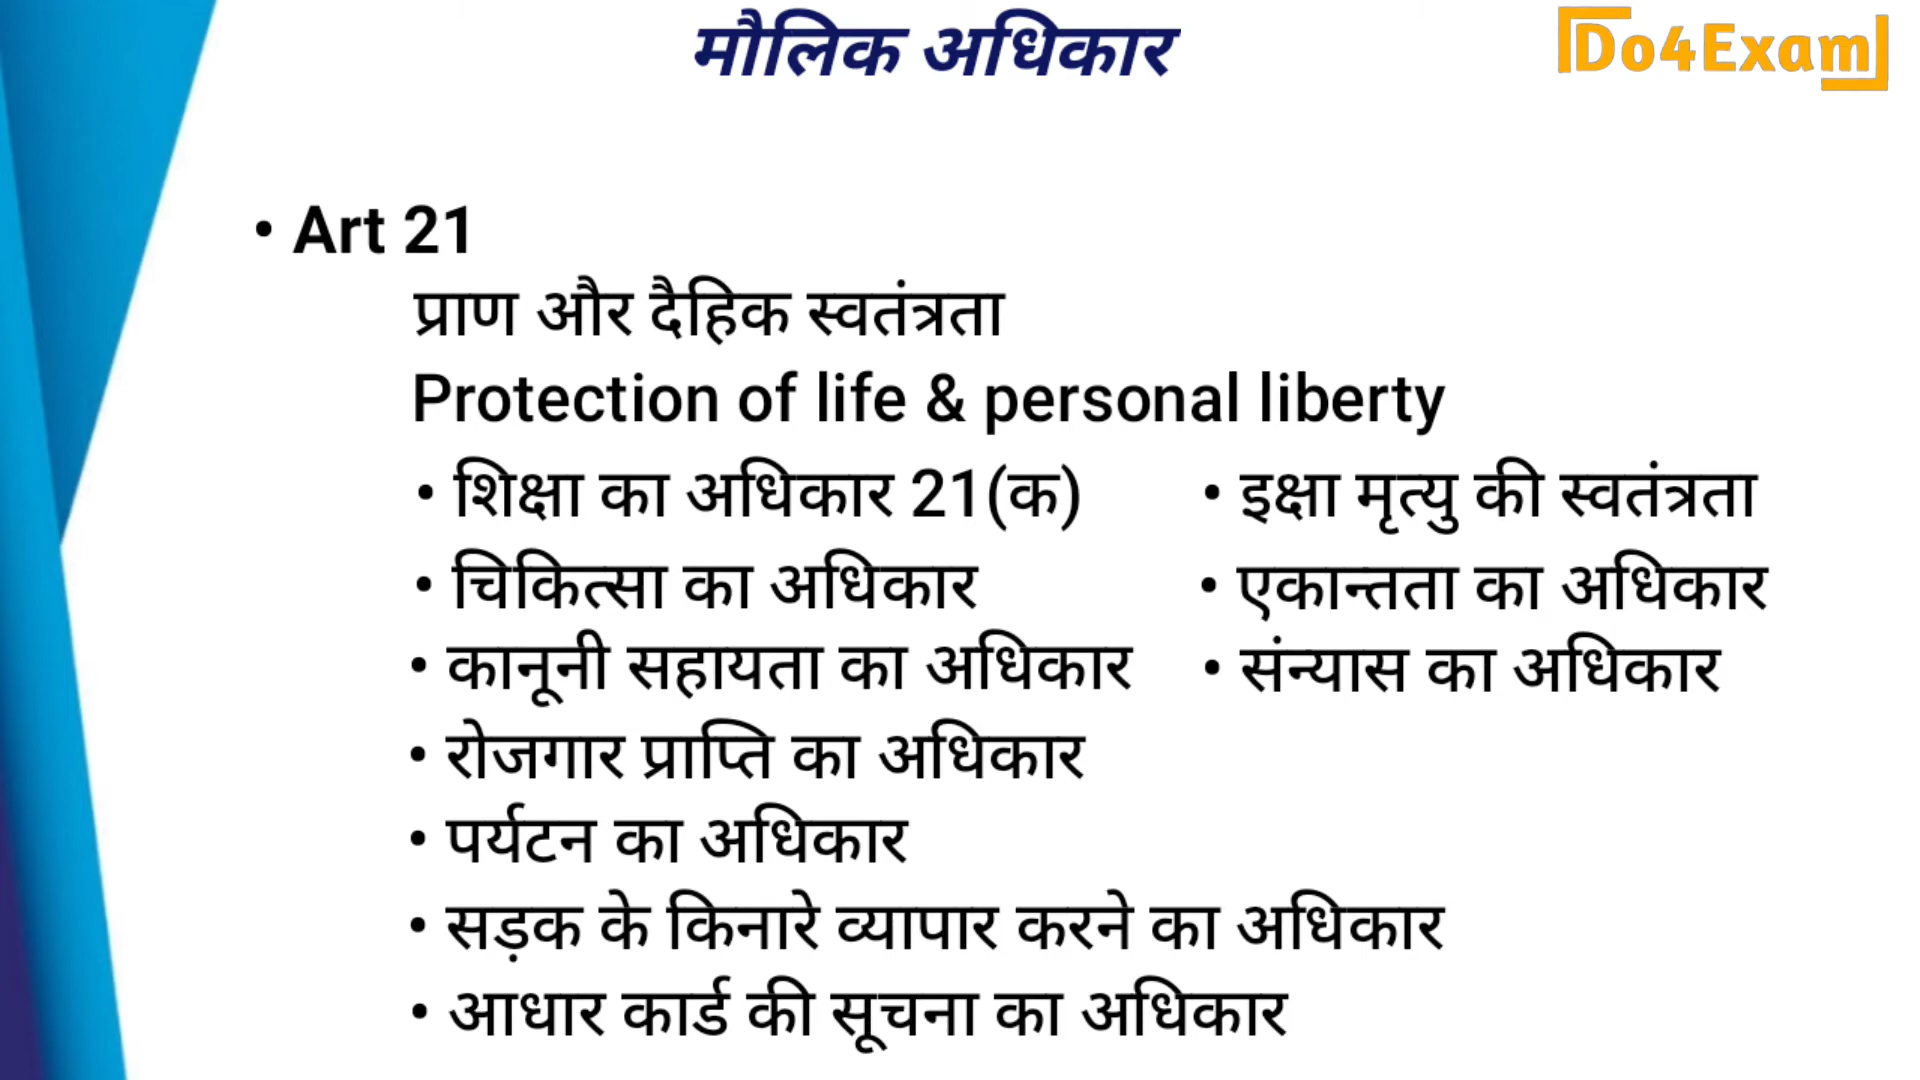 मौलिक अधिकार
Do4Exam
• Art 21
प्राण और दैहिक स्वतंत्रता
Protection of life & personal liberty
• शिक्षा का अधिकार 21(क)
• चिकित्सा का अधिकार
• कानूनी सहायता का अधिकार
• रोजगार प्राप्ति का अधिकार
• पर्यटन का अधिकार
• सड़क के किनारे व्यापार करने का अधिकार
• आधार कार्ड की सूचना का अधिकार
• इक्षा मृत्यु की स्वतंत्रता
• एकान्तता का अधिकार
• संन्यास का अधिकार